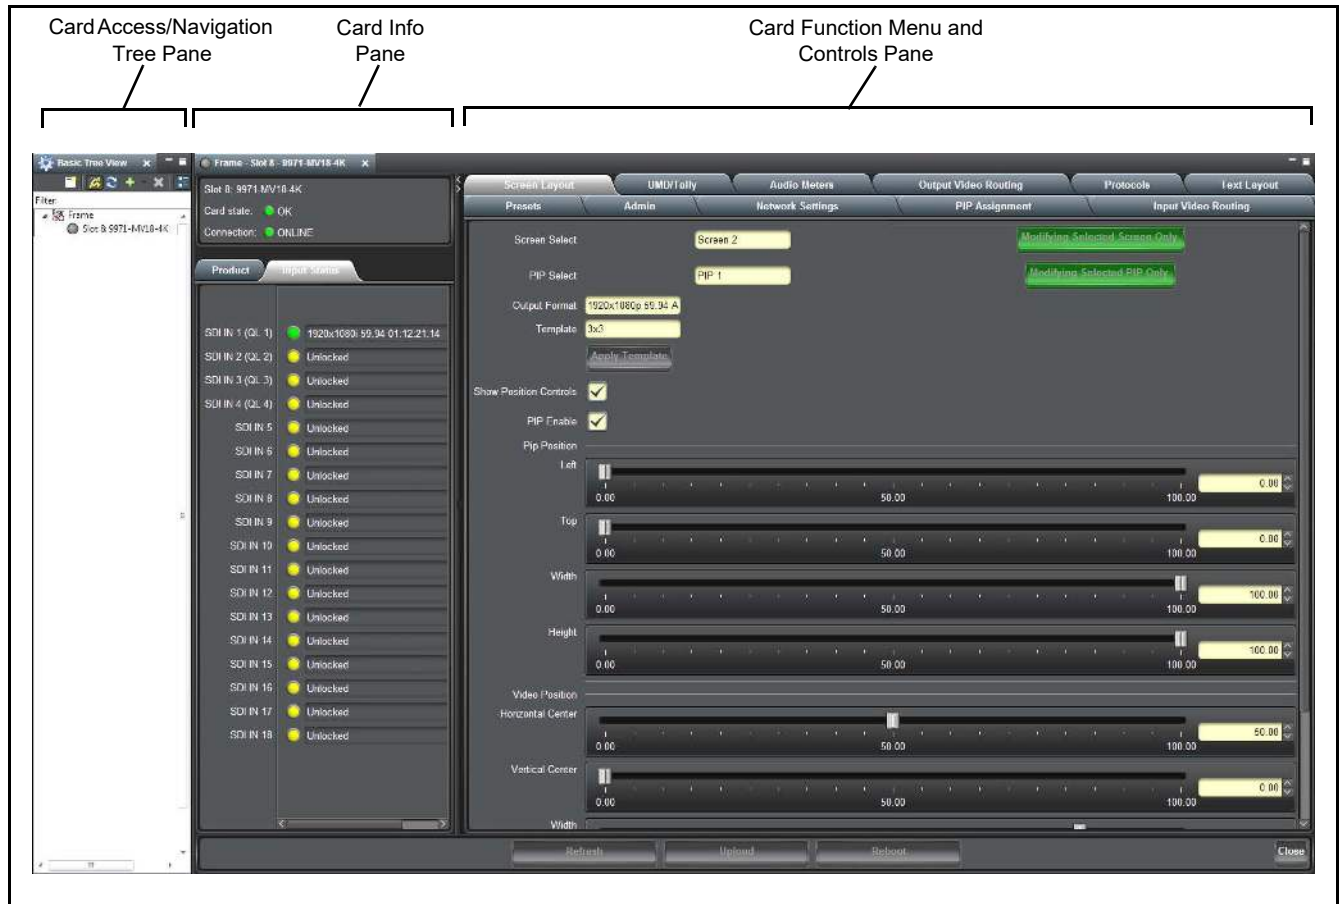 Card Access/Navigation
Tree Pane
Card Info
Pane
Card Function Menu and
Controls Pane
Basic Tree View
Filter:
Frame
Slot 8: 9971-MV18-4K
Frame - Slot 8 - 9971-MV18-4K
Slot 8: 9971-MV18-4K
Card state: OK
Connection: ONLINE
Product Input Status
SDI IN 1 (QL 1) 1920x1080i 59.94 01:12:21:14
SDI IN 2 (QL 2) Unlocked
SDI IN 3 (QL 3) Unlocked
SDI IN 4 (QL 4) Unlocked
SDI IN 5 Unlocked
SDI IN 6 Unlocked
SDI IN 7 Unlocked
SDI IN 8 Unlocked
SDI IN 9 Unlocked
SDI IN 10 Unlocked
SDI IN 11 Unlocked
SDI IN 12 Unlocked
SDI IN 13 Unlocked
SDI IN 14 Unlocked
SDI IN 15 Unlocked
SDI IN 16 Unlocked
SDI IN 17 Unlocked
SDI IN 18 Unlocked
Screen Layout UMD/Tally Audio Meters Output Video Routing Protocols Text Layout
Presets Admin Network Settings PIP Assignment Input Video Routing
Screen Select Screen 2 Modifying Selected Screen Only
PIP Select PIP 1 Modifying Selected PIP Only
Output Format 1920x1080p 59.94 A
Template 3x3
Apply Template
Show Position Controls
PIP Enable
Pip Position
Left 0.00
0.00 50.00 100.00
Top 0.00
0.00 50.00 100.00
Width 100.00
0.00 50.00 100.00
Height 100.00
0.00 50.00 100.00
Video Position
Horizontal Center 50.00
0.00 50.00 100.00
Vertical Center 0.00
0.00 50.00 100.00
Width
Refresh Upload Reboot Close